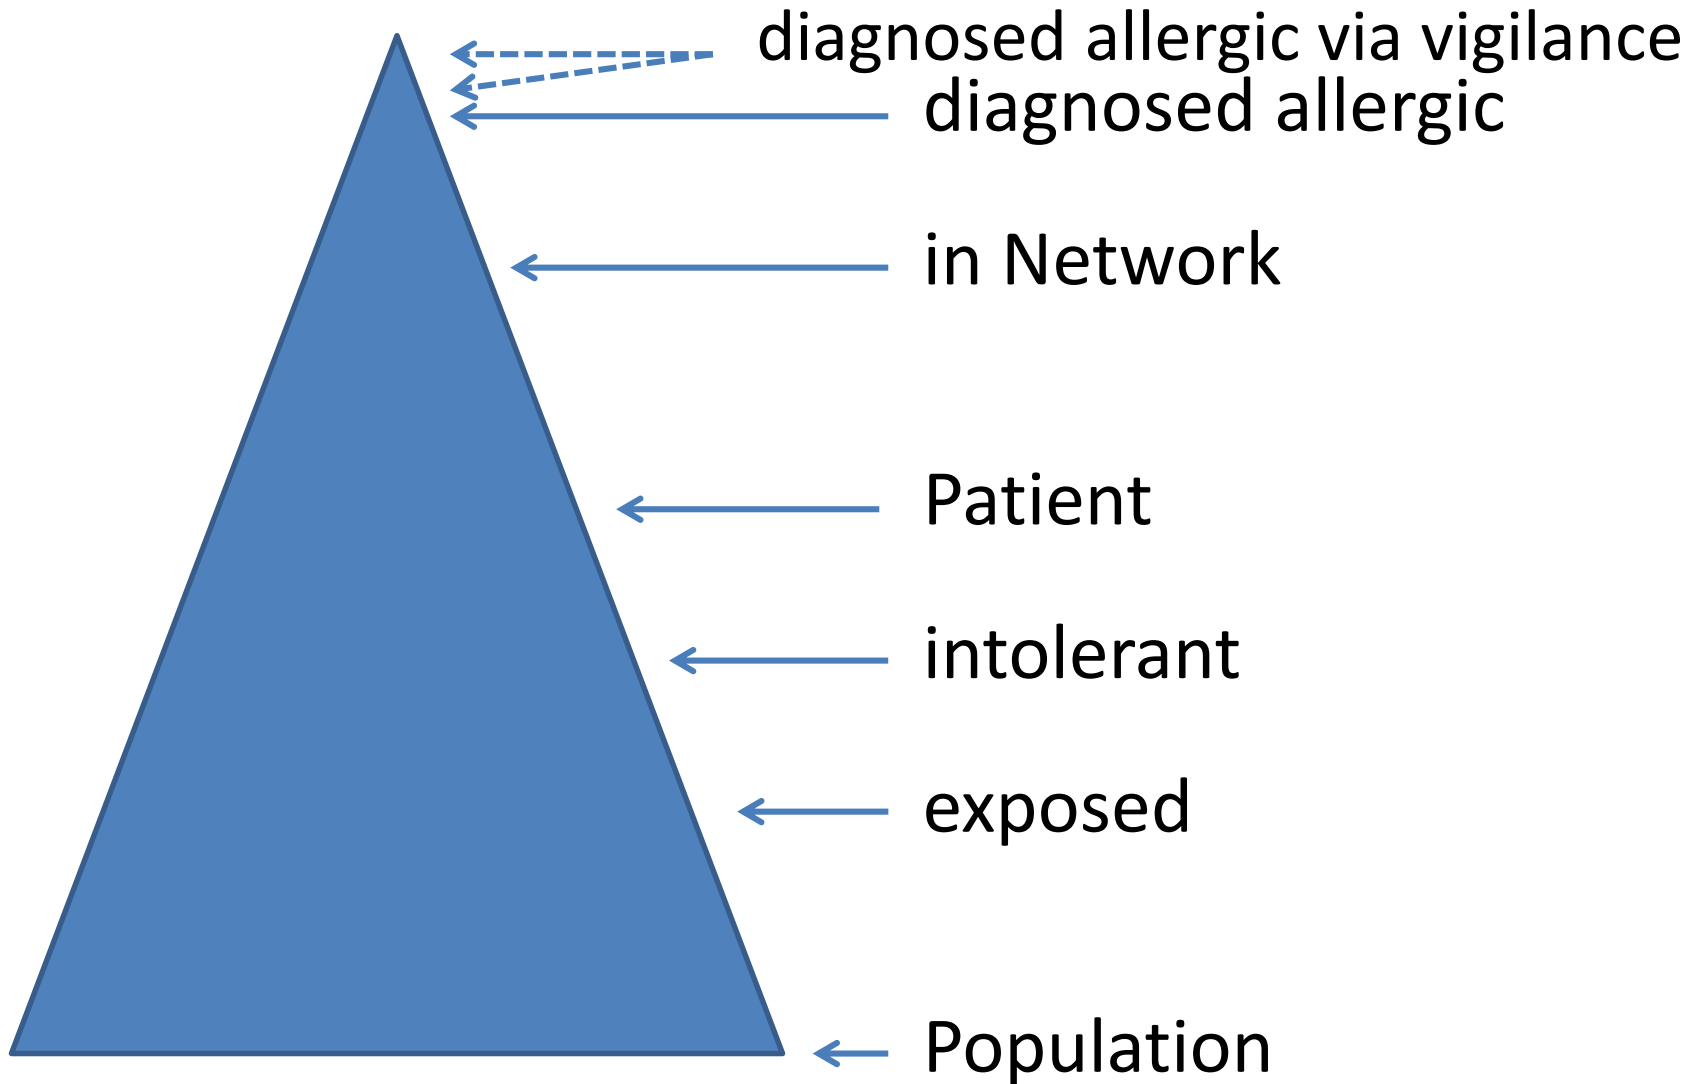 diagnosed allergic via vigilance
diagnosed allergic
in Network
Patient
intolerant
exposed
Population